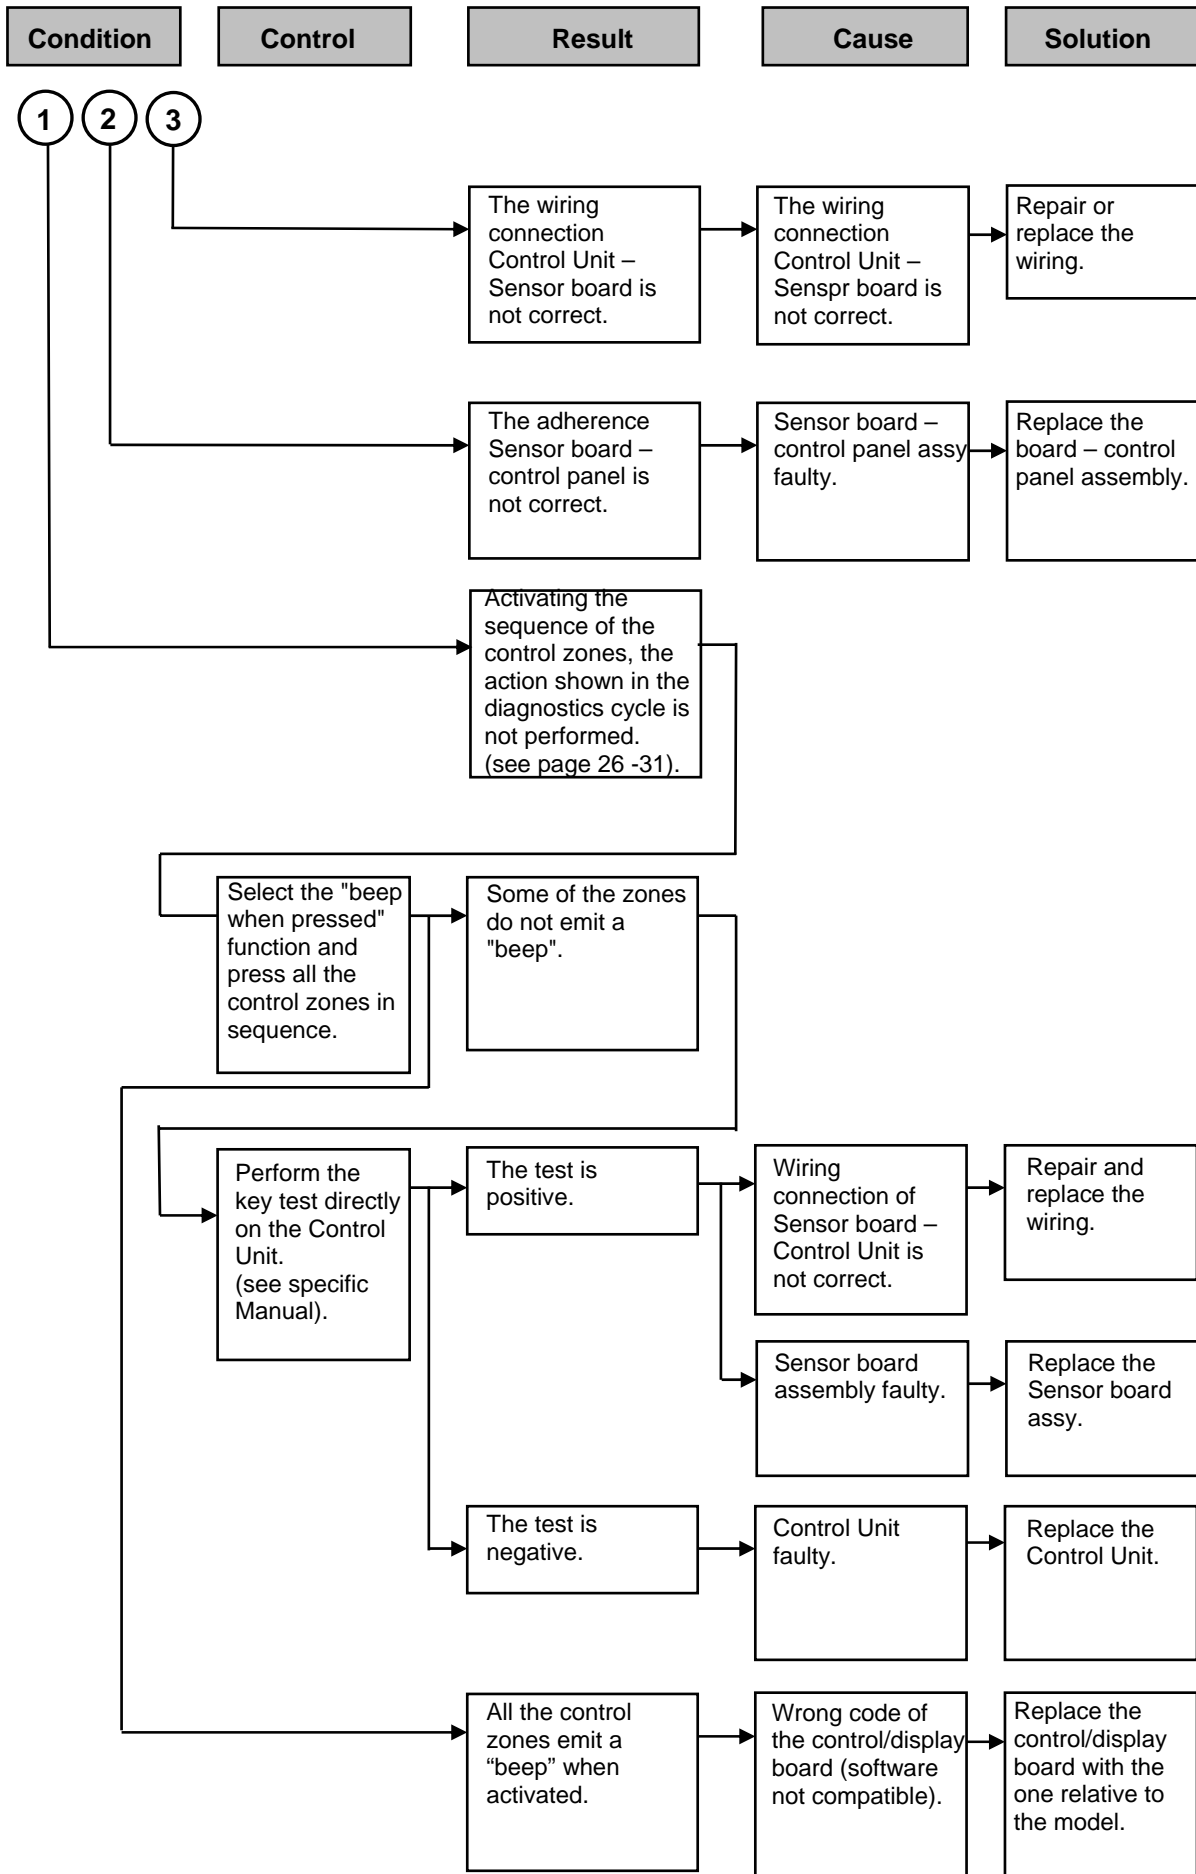 Condition
Control
Result
Cause
Solution
1
2
3
The wiring
connection
Control Unit –
Sensor board is
not correct.
The wiring
connection
Control Unit –
Senspr board is
not correct.
Repair or
replace the
wiring.
The adherence
Sensor board –
control panel is
not correct.
Sensor board –
control panel assy
faulty.
Replace the
board – control
panel assembly.
Activating the
sequence of the
control zones, the
action shown in the
diagnostics cycle is
not performed.
(see page 26 -31).
Select the "beep
when pressed"
function and
press all the
control zones in
sequence.
Some of the zones
do not emit a
"beep".
Perform the
key test directly
on the Control
Unit.
(see specific
Manual).
The test is
positive.
Wiring
connection of
Sensor board –
Control Unit is
not correct.
Repair and
replace the
wiring.
Sensor board
assembly faulty.
Replace the
Sensor board
assy.
The test is
negative.
Control Unit
faulty.
Replace the
Control Unit.
All the control
zones emit a
“beep” when
activated.
Wrong code of
the control/display
board (software
not compatible).
Replace the
control/display
board with the
one relative to
the model.